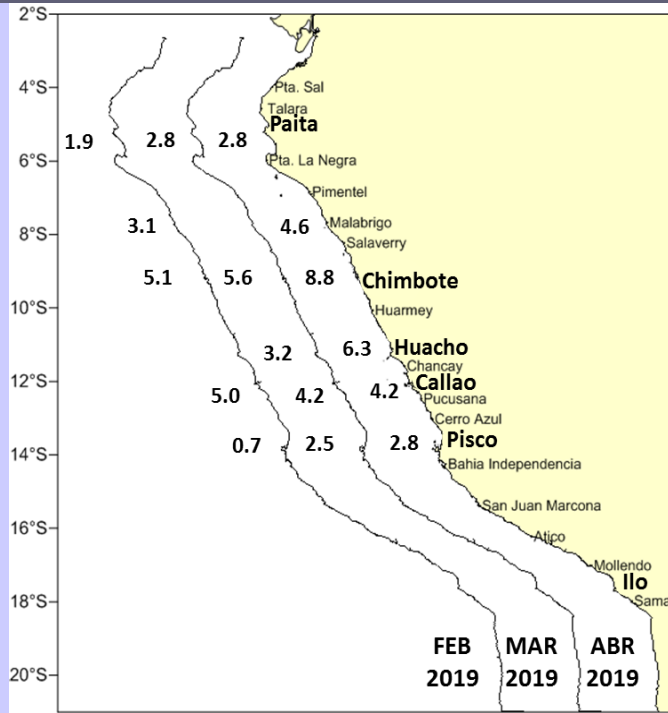 2°S
4°S
Pta. Sal
Talara
Paita
1.9 2.8 2.8
6°S
Pta. La Negra
Pimentel
3.1 4.6 Malabrigo
8°S
Salaverry
5.1 5.6 8.8 Chimbote
10°S
Huarmey
3.2 6.3 Huacho
Chancay
12°S
Callao
5.0 4.2 4.2 Pucusana
Cerro Azul
0.7 2.5 2.8 Pisco
14°S
Bahia Independencia
San Juan Marcona
16°S
Atico
Mollendo
Ilo
18°S
Sama
FEB MAR ABR
2019 2019 2019
20°S